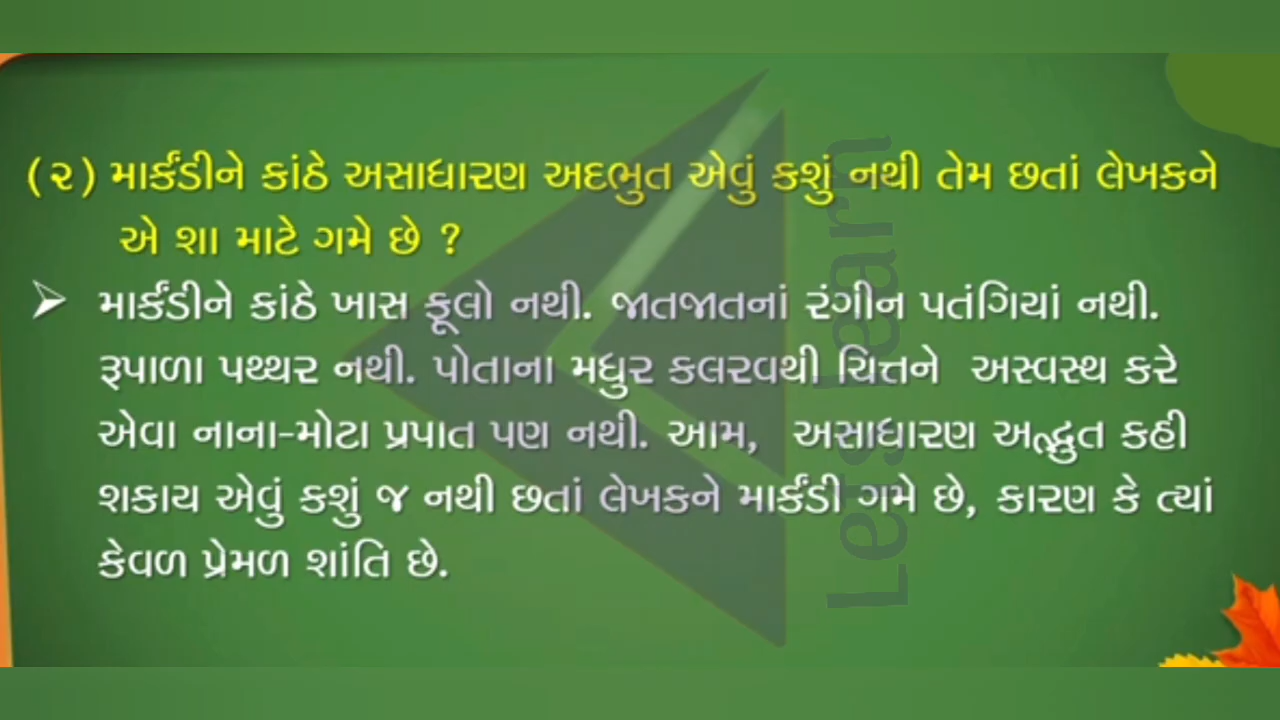 (૨) માર્કંડીને કાંઠે અસાધારણ અદભુત એવું કશું નથી તેમ છતાં લેખકને
એ શા માટે ગમે છે ?
➢ માર્કંડીને કાંઠે ખાસ ફૂલો નથી. જાતજાતનાં રંગીન પતંગિયાં નથી.
રૂપાળા પથ્થર નથી. પોતાના મધુર કલરવથી ચિત્તને અસ્વસ્થ કરે
એવા નાના-મોટા પ્રપાત પણ નથી. આમ, અસાધારણ અદ્ભુત કહી
શકાય એવું કશું જ નથી છતાં લેખકને માર્કંડી ગમે છે, કારણ કે ત્યાં
કેવળ પ્રેમળ શાંતિ છે.
Lets Learn